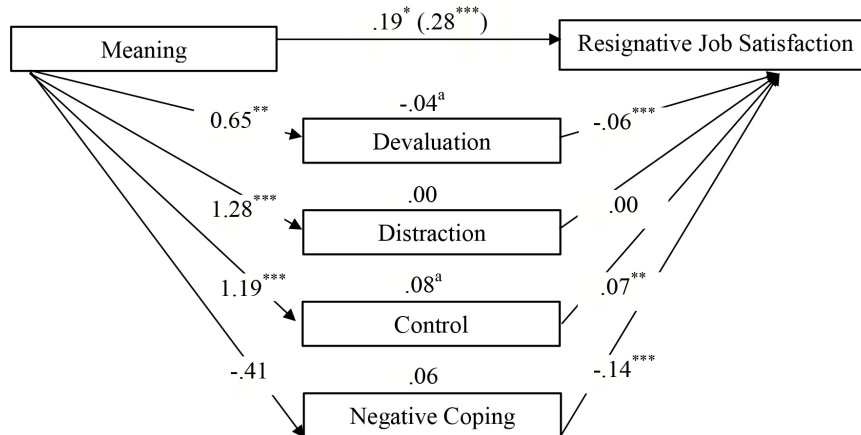 .19* (.28***)
Meaning
Resignative Job Satisfaction
0.65**
-.04ᵃ
-.06***
Devaluation
1.28***
.00
.00
Distraction
1.19***
.08ᵃ
.07**
Control
-.41
.06
-.14***
Negative Coping